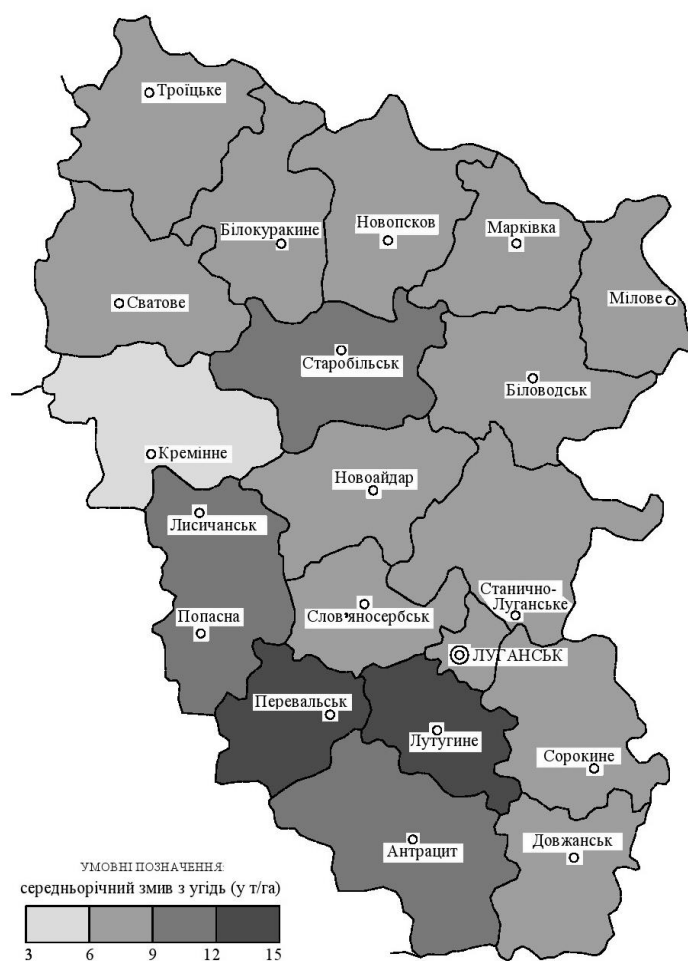 Троїцьке
Білокуракине
Новопсков
Марківка
Мілове
Сватове
Старобільськ
Біловодськ
Кремінне
Новоайдар
Лисичанськ
Станично-
Луганське
Слов'яносербськ
Попасна
ЛУГАНСЬК
Перевальськ
Лутугине
Сорокине
Антрацит
Довжанськ
УМОВНІ ПОЗНАЧЕННЯ:
середньорічний змив з угідь (у т/га)
3 6 9 12 15